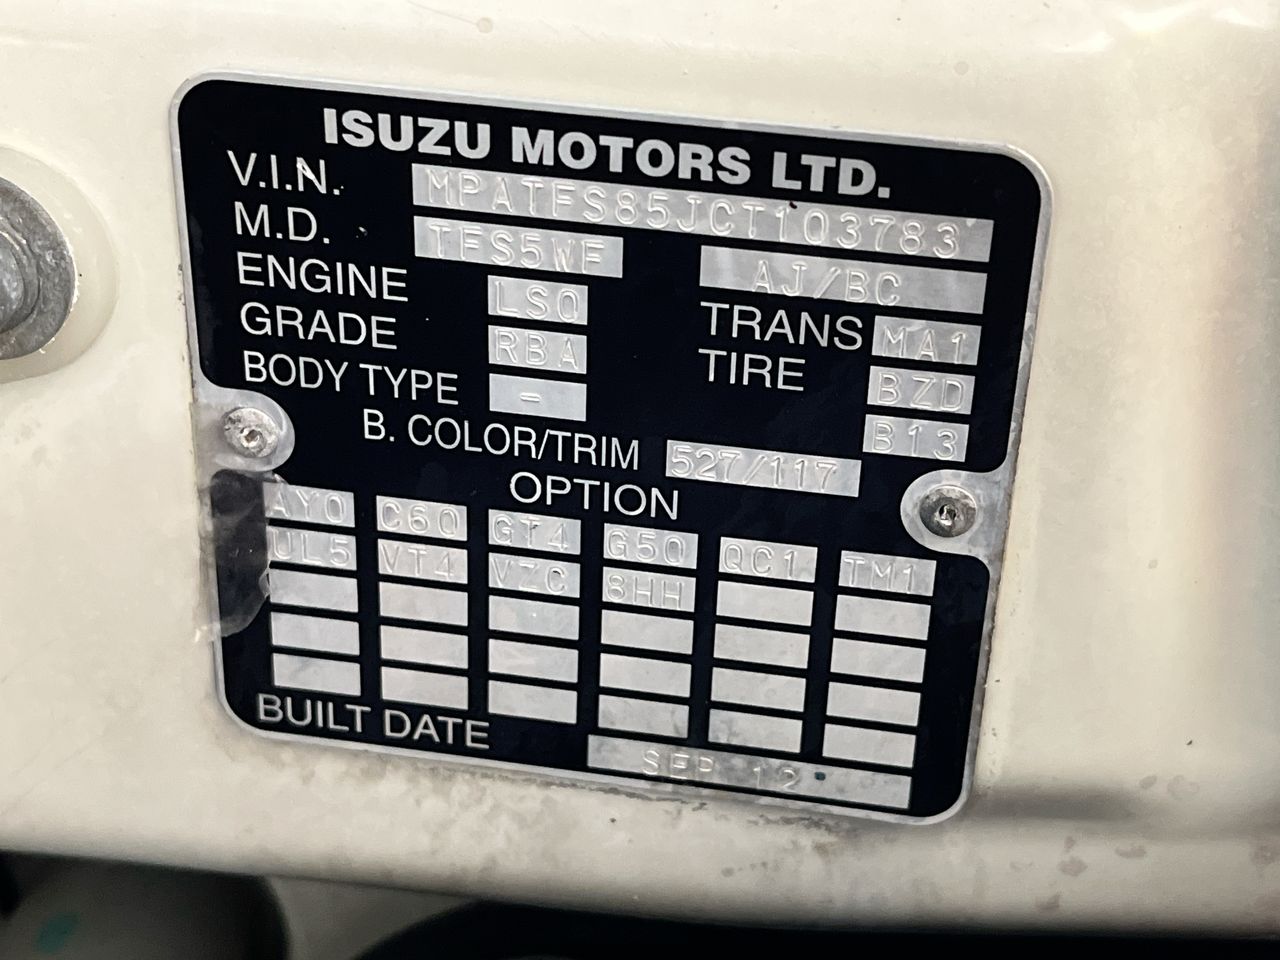 ISUZU MOTORS LTD.
V.I.N. MPATFS85JCT103783
M.D. TFS5WF AJ/BC
ENGINE LSO TRANS MA1
GRADE RBA TIRE BZD
BODY TYPE - B13
B. COLOR/TRIM 527/117
OPTION
AY0 C60 GT4 G50 QC1 TM1
UL5 VT4 VZC 8HH
BUILT DATE SEP 12